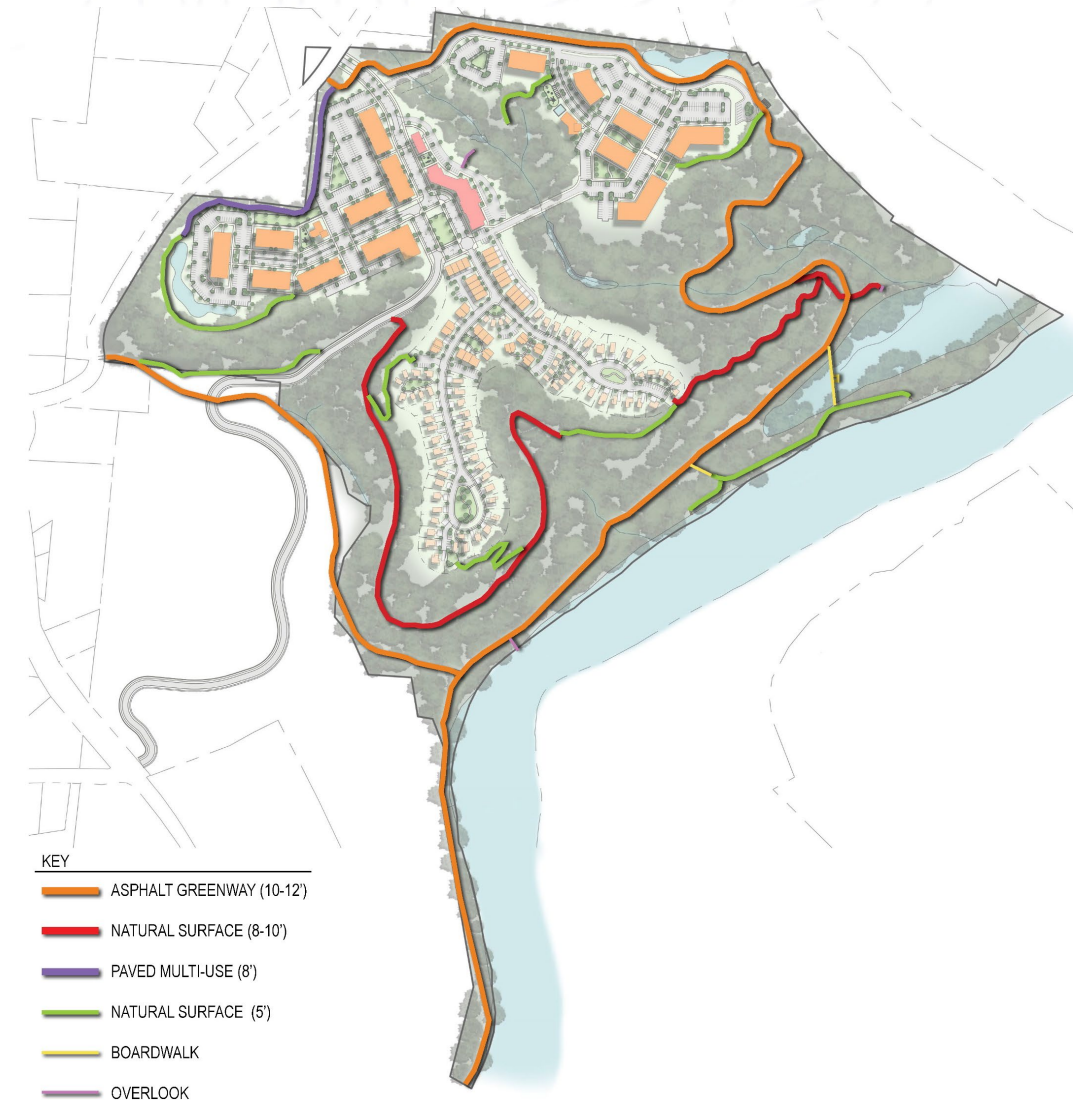 KEY
ASPHALT GREENWAY (10-12')
NATURAL SURFACE (8-10')
PAVED MULTI-USE (8')
NATURAL SURFACE (5')
BOARDWALK
OVERLOOK